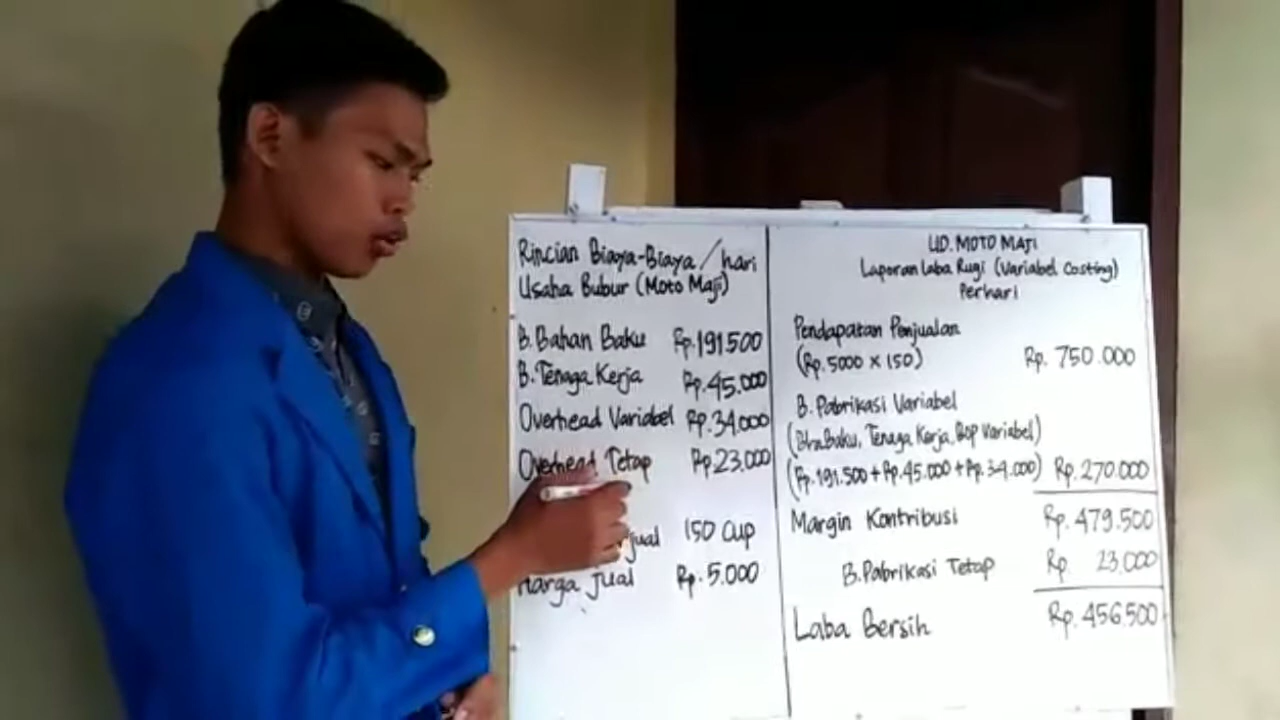 Rincian Biaya-Biaya/hari
Usaha Bubur (Moto Maji)
B. Bahan Baku Rp.191500
B. Tenaga Kerja Rp.45.000
Overhead Variabel Rp.34.000
Overhead Tetap Rp 23.000
jual 150 Cup
Harga Jual Rp. 5.000
UD. MOTO MAJI
Laporan Laba Rugi (Variabel Costing)
Perhari
Pendapatan Penjualan
(Rp. 5000 x 150) Rp. 750.000
B. Pabrikasi Variabel
(Bhn Baku, Tenaga Kerja, BOP Variabel)
(Rp. 191.500 + Rp. 45.000 + Rp. 34.000) Rp. 270.000
Margin Kontribusi Rp. 479.500
B. Pabrikasi Tetap Rp. 23.000
Laba Bersih Rp. 456.500